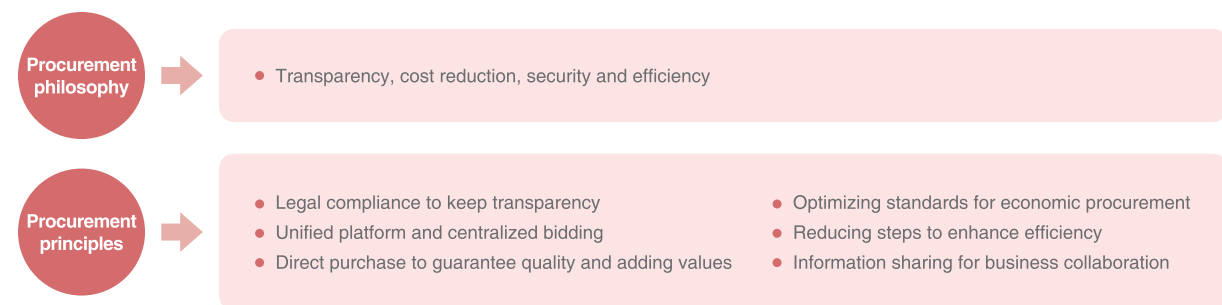 Procurement
philosophy
Transparency, cost reduction, security and efficiency
Procurement
principles
Legal compliance to keep transparency
Unified platform and centralized bidding
Direct purchase to guarantee quality and adding values
Optimizing standards for economic procurement
Reducing steps to enhance efficiency
Information sharing for business collaboration